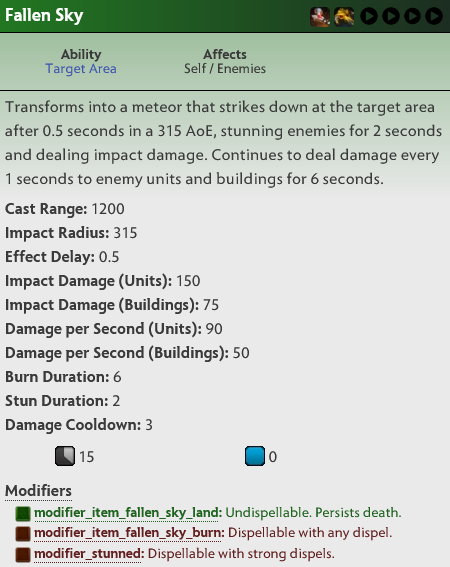 Fallen Sky
Ability
Target Area
Affects
Self / Enemies
Transforms into a meteor that strikes down at the target area
after 0.5 seconds in a 315 AoE, stunning enemies for 2 seconds
and dealing impact damage. Continues to deal damage every
1 seconds to enemy units and buildings for 6 seconds.
Cast Range: 1200
Impact Radius: 315
Effect Delay: 0.5
Impact Damage (Units): 150
Impact Damage (Buildings): 75
Damage per Second (Units): 90
Damage per Second (Buildings): 50
Burn Duration: 6
Stun Duration: 2
Damage Cooldown: 3
15 0
Modifiers
modifier_item_fallen_sky_land: Undispellable. Persists death.
modifier_item_fallen_sky_burn: Dispellable with any dispel.
modifier_stunned: Dispellable with strong dispels.